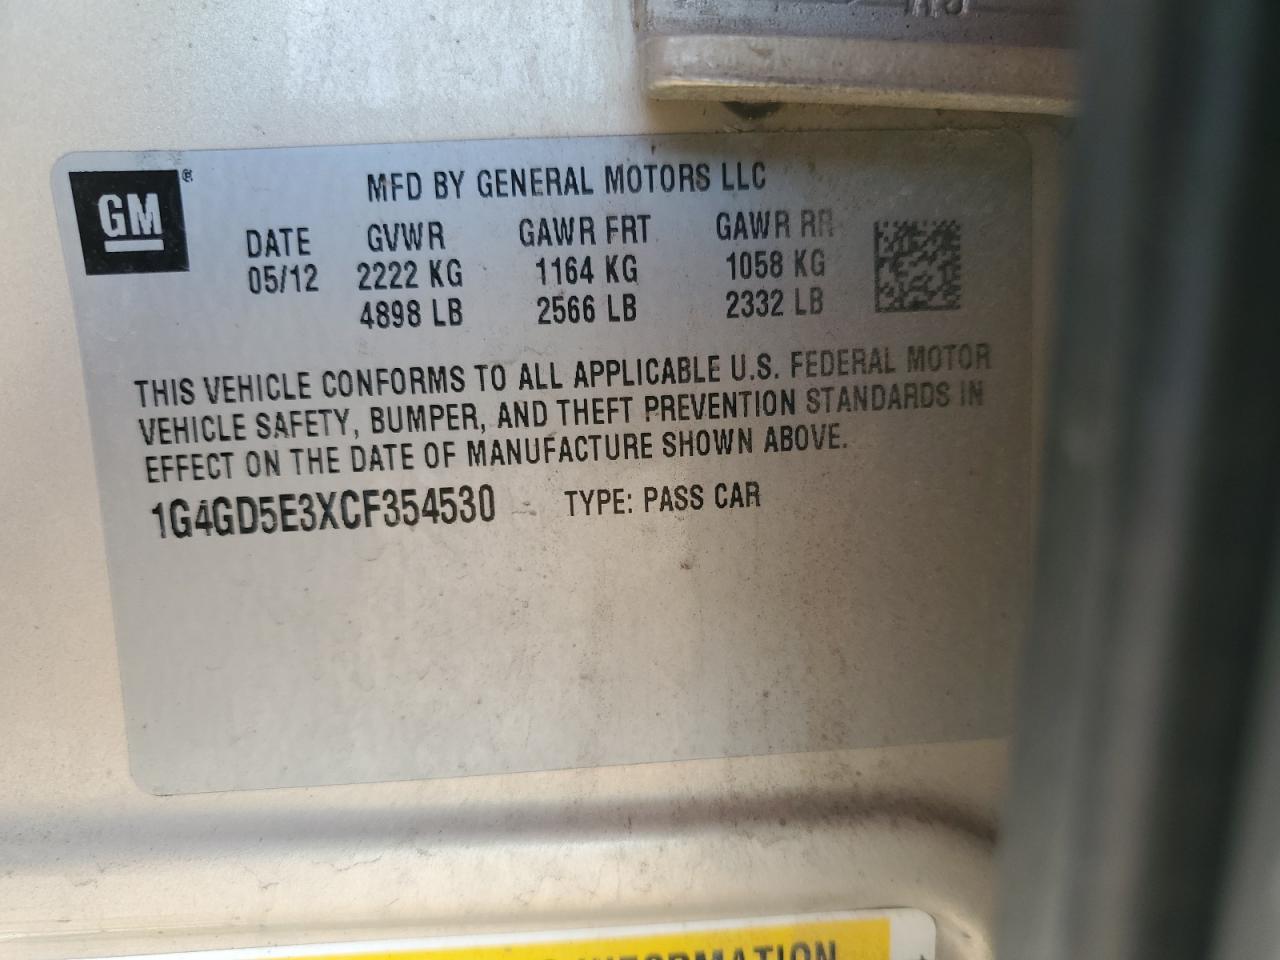 GM®
MFD BY GENERAL MOTORS LLC
DATE GVWR GAWR FRT GAWR RR
05/12 2222 KG 1164 KG 1058 KG
4898 LB 2566 LB 2332 LB
THIS VEHICLE CONFORMS TO ALL APPLICABLE U.S. FEDERAL MOTOR
VEHICLE SAFETY, BUMPER, AND THEFT PREVENTION STANDARDS IN
EFFECT ON THE DATE OF MANUFACTURE SHOWN ABOVE.
1G4GD5E3XCF354530 TYPE: PASS CAR
INFORMATION